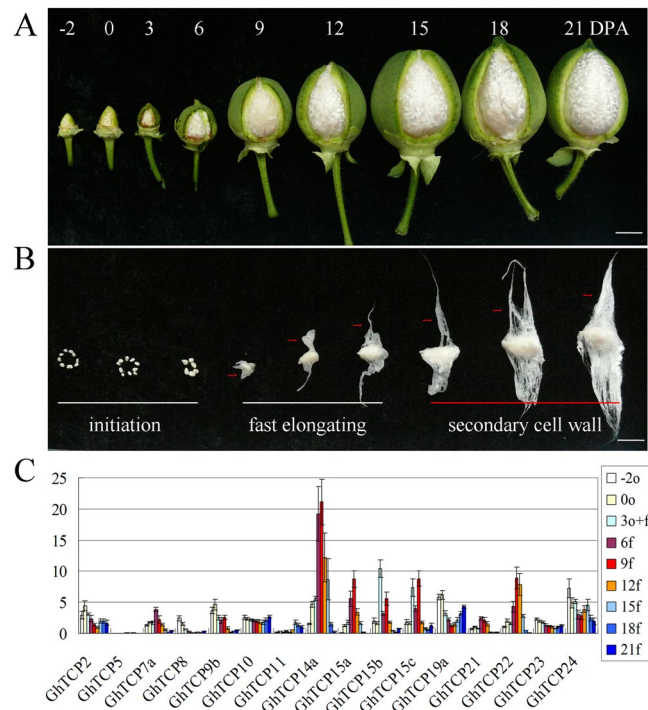 A
-2 0 3 6 9 12 15 18 21 DPA
B
initiation fast elongating secondary cell wall
C
25
20
15
10
5
0
GhTCP2 GhTCP5 GhTCP7a GhTCP8 GhTCP9b GhTCP10 GhTCP11 GhTCP14a GhTCP15a GhTCP15b GhTCP15c GhTCP19a GhTCP21 GhTCP22 GhTCP23 GhTCP24
-2o
0o
3o+f
6f
9f
12f
15f
18f
21f